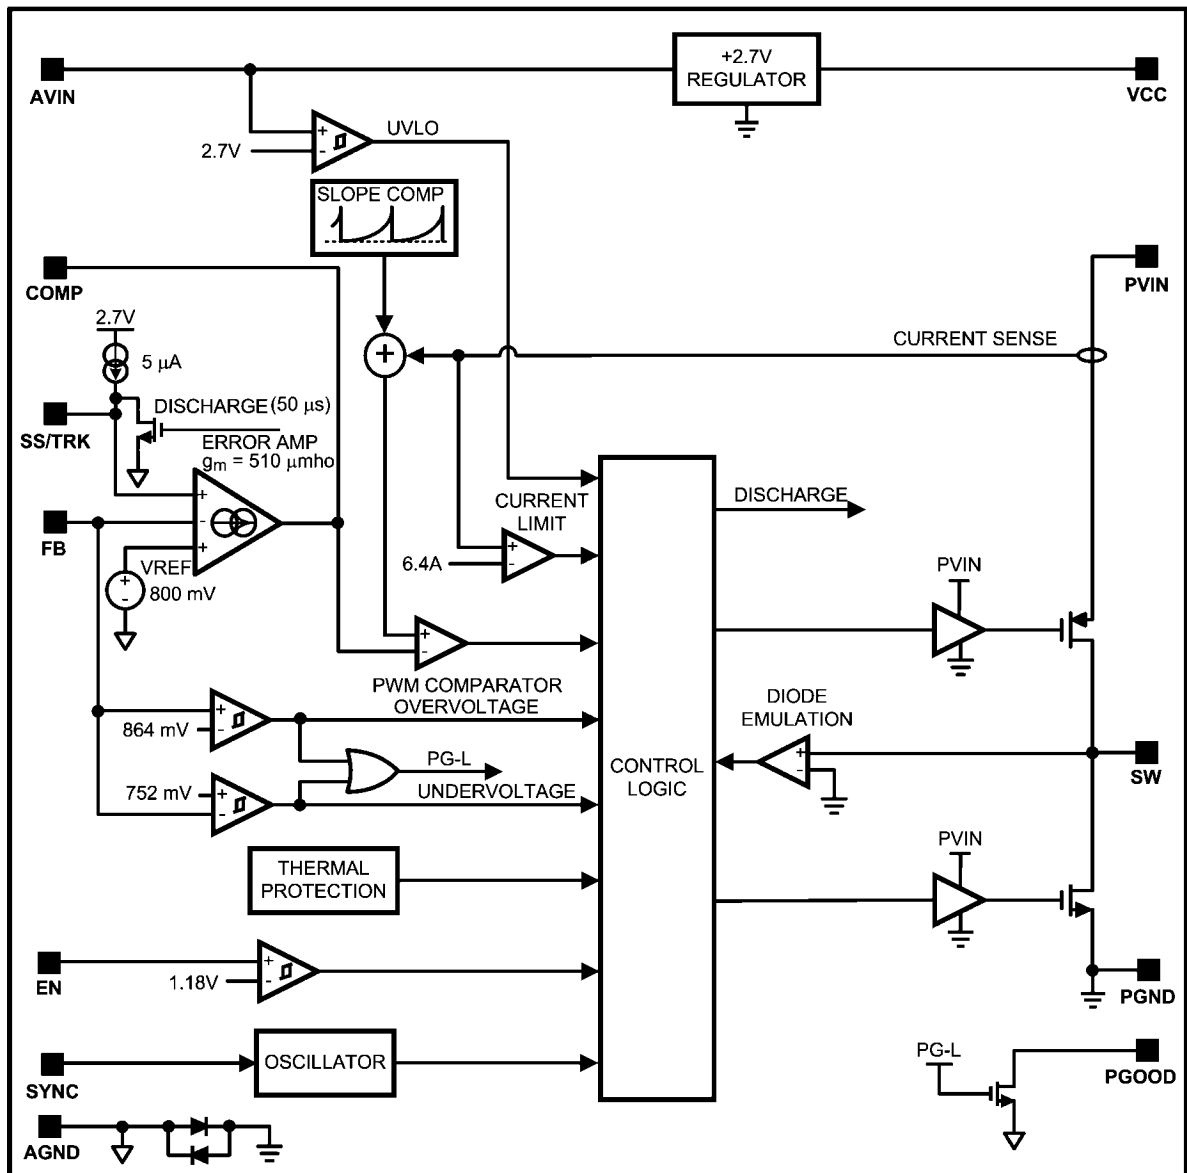 +2.7V
REGULATOR
AVIN
VCC
UVLO
+
-
2.7V
SLOPE COMP
COMP
PVIN
2.7V
CURRENT SENSE
+
5 μA
DISCHARGE (50 μs)
SS/TRK
ERROR AMP
gm = 510 μmho
+
-
+
FB
CURRENT
LIMIT
DISCHARGE
+
-
6.4A
VREF
800 mV
+
-
PVIN
+
-
PWM COMPARATOR
OVERVOLTAGE
+
-
864 mV
DIODE
EMULATION
+
-
SW
PG-L
CONTROL
LOGIC
752 mV
+
-
UNDERVOLTAGE
THERMAL
PROTECTION
PVIN
EN
+
-
1.18V
PGND
SYNC
OSCILLATOR
PG-L
PGOOD
AGND